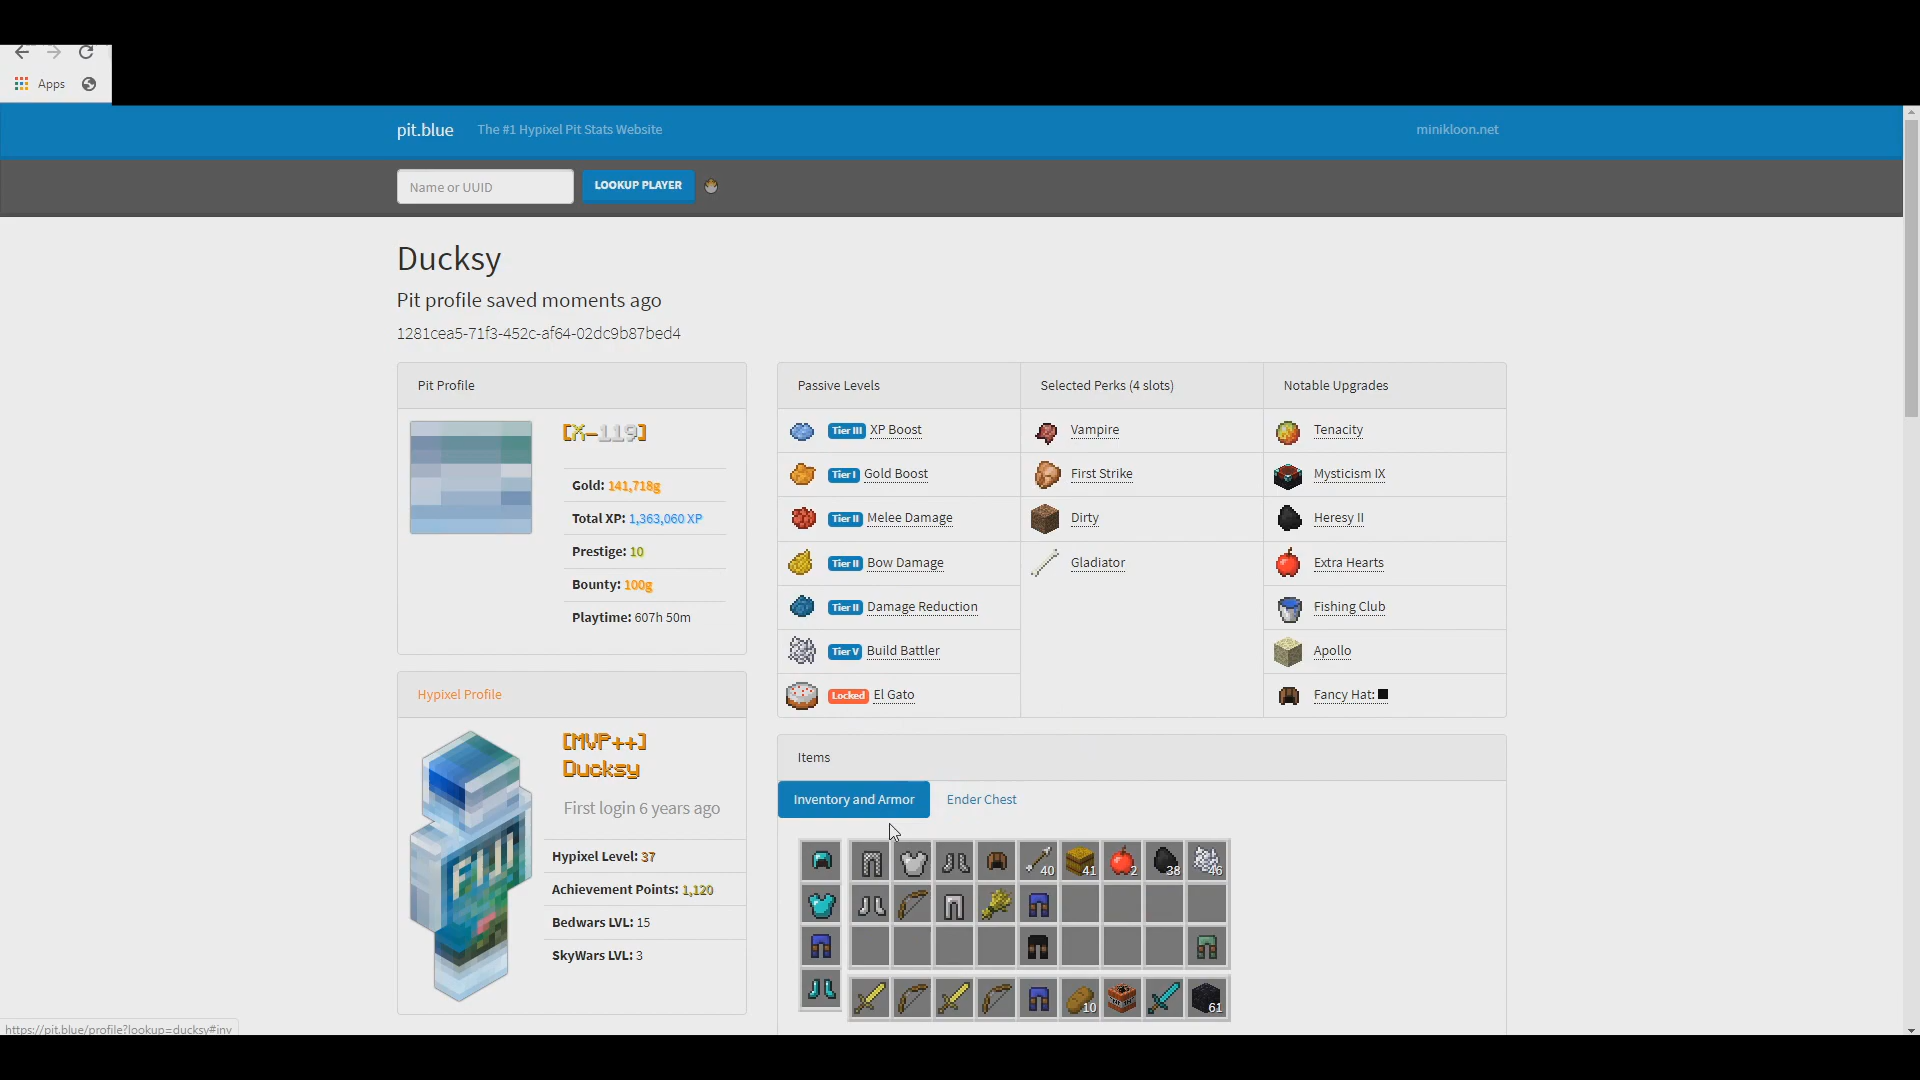 Apps
pit.blue The #1 Hypixel Pit Stats Website minikloon.net
Name or UUID LOOKUP PLAYER
Ducksy
Pit profile saved moments ago
1281cea5-71f3-452c-af64-02dc9b87bed4
Pit Profile
[X-119]
Gold: 141,718g
Total XP: 1,363,060 XP
Prestige: 10
Bounty: 100g
Playtime: 607h 50m
Hypixel Profile
[MVP++]
Ducksy
First login 6 years ago
FIJI
Hypixel Level: 37
Achievement Points: 1,120
Bedwars LVL: 15
SkyWars LVL: 3
Passive Levels
Tier III XP Boost
Tier I Gold Boost
Tier II Melee Damage
Tier II Bow Damage
Tier II Damage Reduction
Tier V Build Battler
Locked El Gato
Selected Perks (4 slots)
Vampire
First Strike
Dirty
Gladiator
Notable Upgrades
Tenacity
Mysticism IX
Heresy II
Extra Hearts
Fishing Club
Apollo
Fancy Hat:
Items
Inventory and Armor Ender Chest
40 41 2 38 46
10 61
https://pit.blue/profile?lookup=ducksy#inv